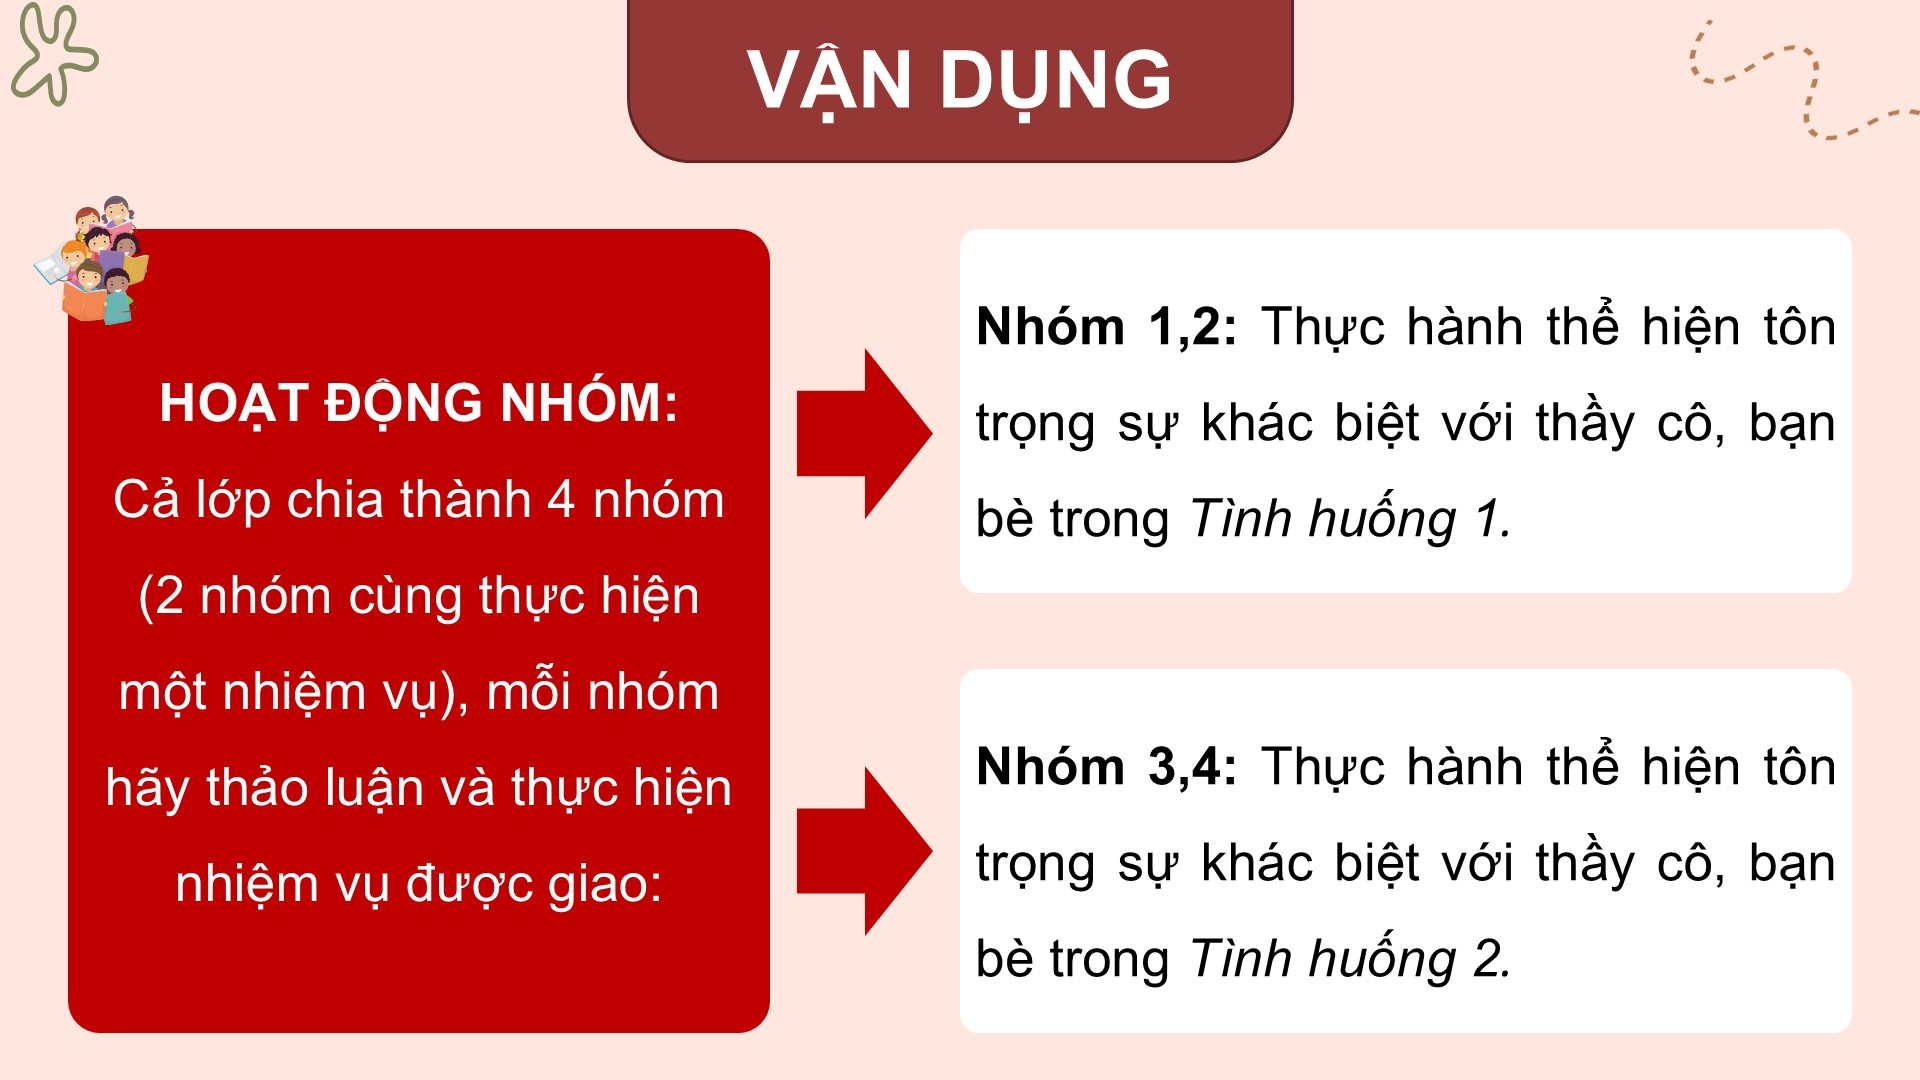 VẬN DỤNG
HOẠT ĐỘNG NHÓM:
Cả lớp chia thành 4 nhóm
(2 nhóm cùng thực hiện
một nhiệm vụ), mỗi nhóm
hãy thảo luận và thực hiện
nhiệm vụ được giao:
Nhóm 1,2: Thực hành thể hiện tôn
trọng sự khác biệt với thầy cô, bạn
bè trong Tình huống 1.
Nhóm 3,4: Thực hành thể hiện tôn
trọng sự khác biệt với thầy cô, bạn
bè trong Tình huống 2.